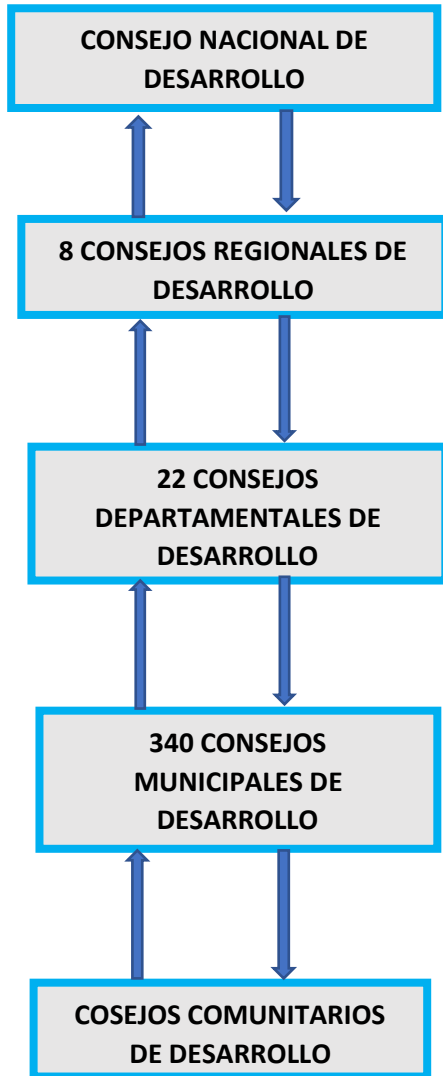 CONSEJO NACIONAL DE
DESARROLLO
8 CONSEJOS REGIONALES DE
DESARROLLO
22 CONSEJOS
DEPARTAMENTALES DE
DESARROLLO
340 CONSEJOS
MUNICIPALES DE
DESARROLLO
COSEJOS COMUNITARIOS
DE DESARROLLO